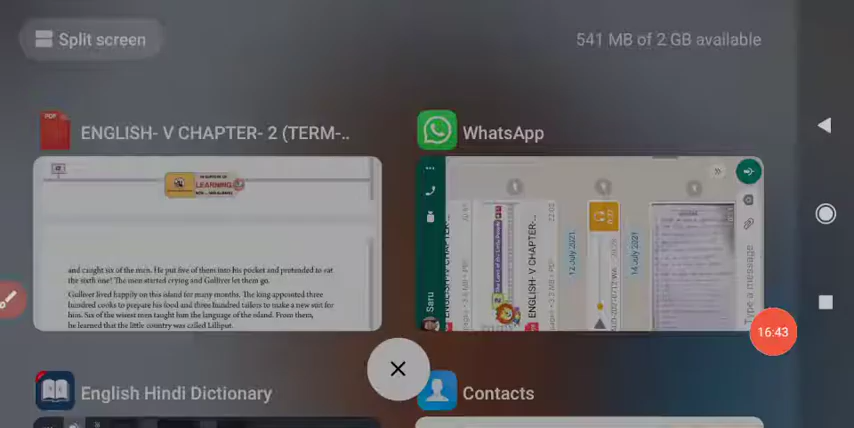 Split screen
541 MB of 2 GB available
ENGLISH- V CHAPTER- 2 (TERM-..
LEARNING
and caught six of the men. He put five of them into his pocket and pretended to eat
the sixth one! The men started crying and Gulliver let them go.
Gulliver lived happily on this island for many months. The king appointed three
hundred cooks to prepare his food and three hundred tailors to make a new suit for
him. Six of the wisest men taught him the language of the island. From them,
he learned that the little country was called Lilliput.
WhatsApp
Saru
ENGLISH- V CHAPTER-...
12 July 2021
14 July 2021
Type a message
16:43
English Hindi Dictionary
Contacts